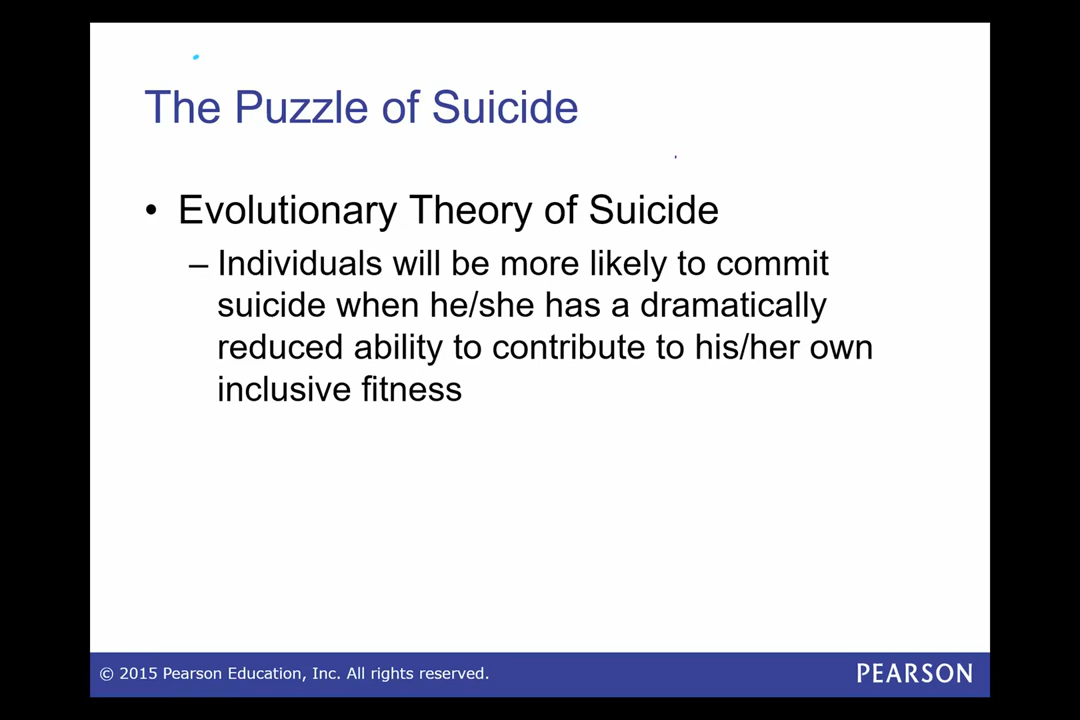 The Puzzle of Suicide
• Evolutionary Theory of Suicide
– Individuals will be more likely to commit
suicide when he/she has a dramatically
reduced ability to contribute to his/her own
inclusive fitness
© 2015 Pearson Education, Inc. All rights reserved.
PEARSON